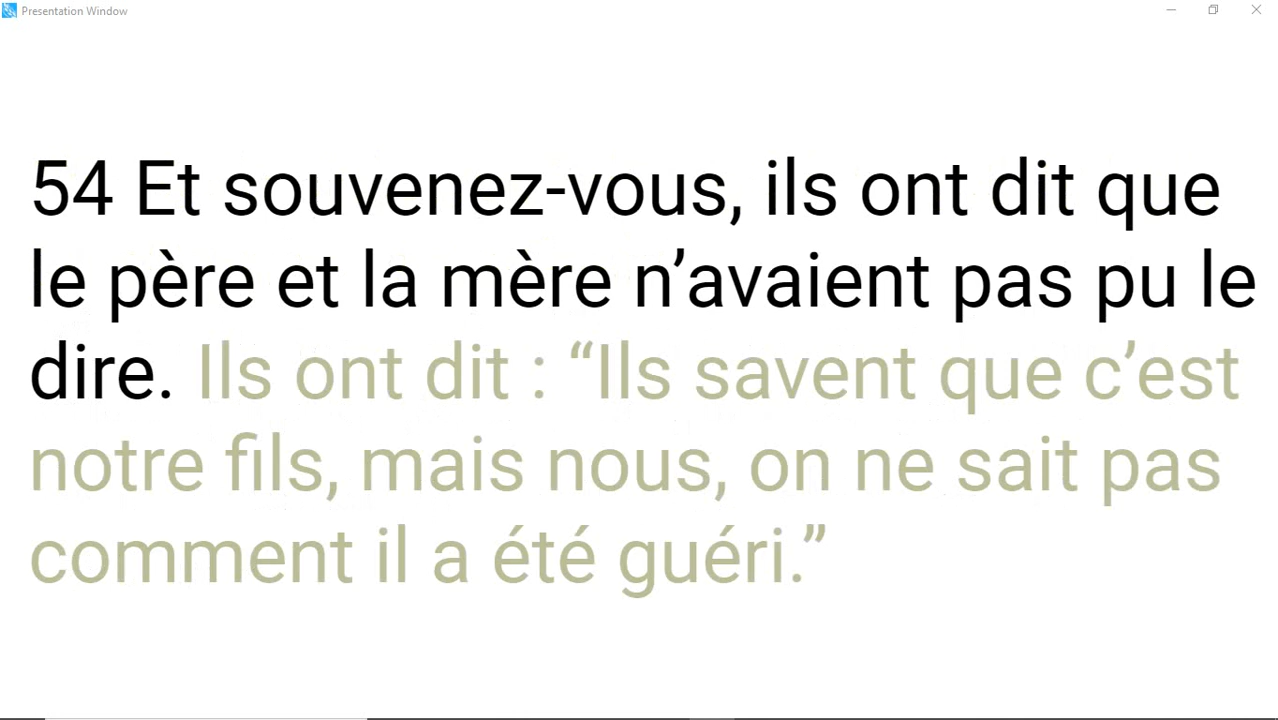 Presentation Window
54 Et souvenez-vous, ils ont dit que
le père et la mère n’avaient pas pu le
dire. Ils ont dit : “Ils savent que c’est
notre fils, mais nous, on ne sait pas
comment il a été guéri.”